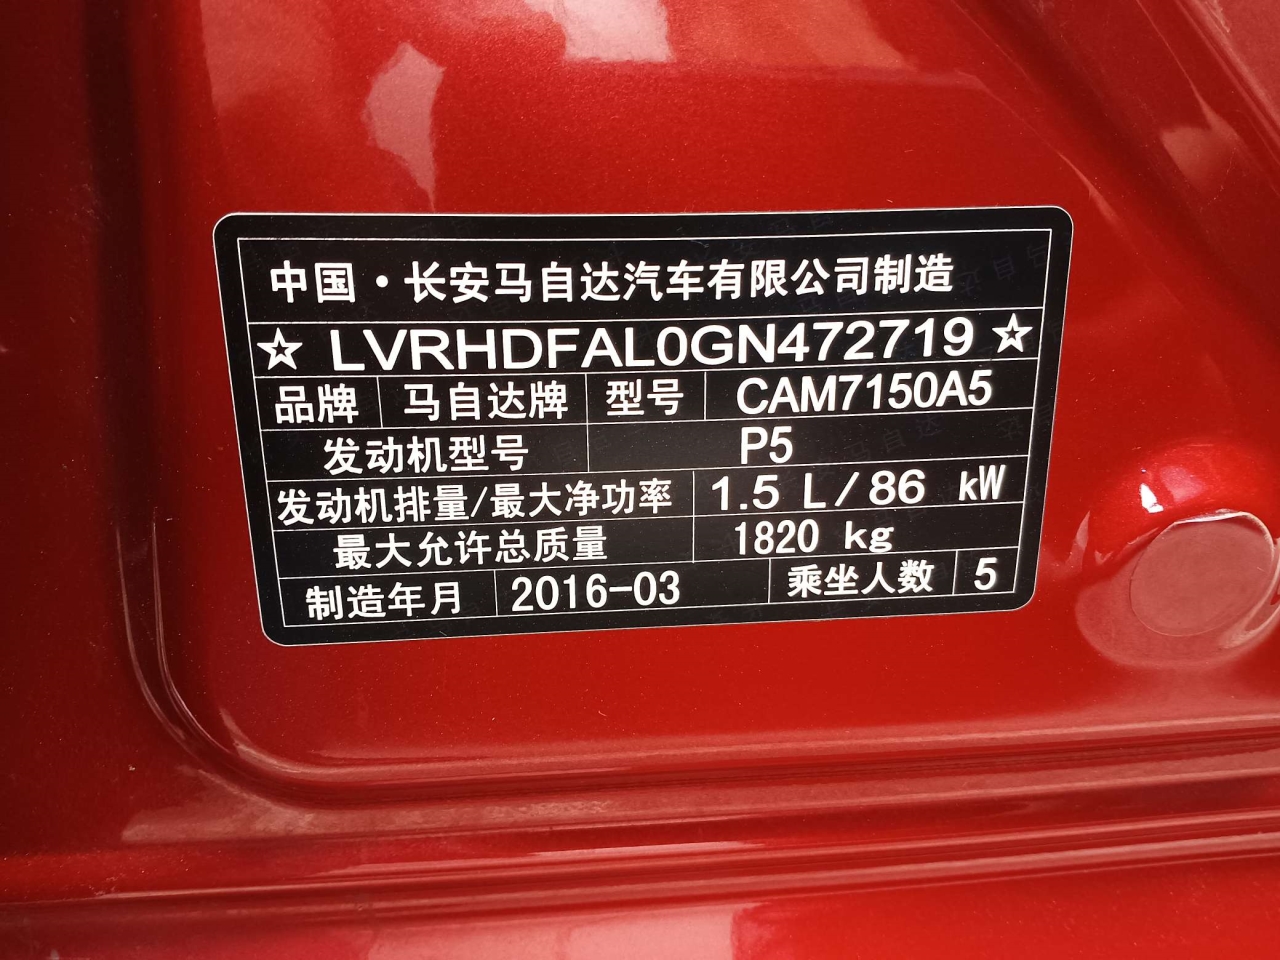 中国·长安马自达汽车有限公司制造
☆ LVRHDFAL0GN472719 ☆
品牌 马自达牌 型号 CAM7150A5
发动机型号 P5
发动机排量/最大净功率 1.5 L/86 kW
最大允许总质量 1820 kg
制造年月 2016-03 乘坐人数 5